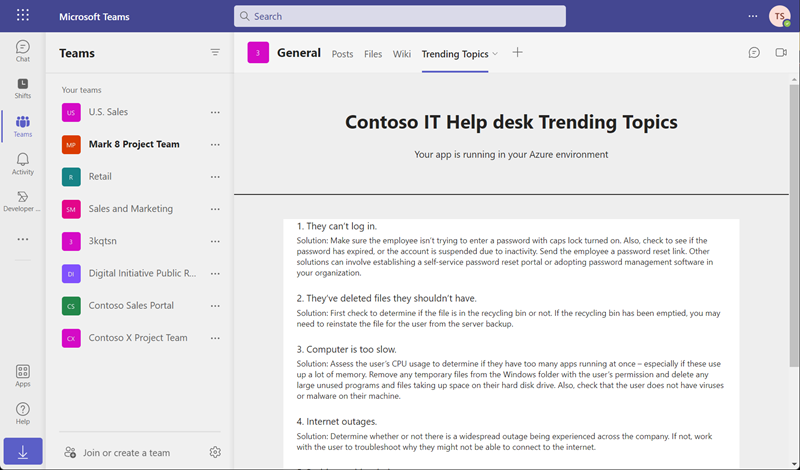 Microsoft Teams
Search
TS
Chat
Shifts
Teams
Activity
Developer ...
Apps
Help
Teams
Your teams
US U.S. Sales
MP Mark 8 Project Team
R Retail
SM Sales and Marketing
3 3kqtsn
DI Digital Initiative Public R...
CS Contoso Sales Portal
CX Contoso X Project Team
Join or create a team
3 General Posts Files Wiki Trending Topics
Contoso IT Help desk Trending Topics
Your app is running in your Azure environment
1. They can't log in.
Solution: Make sure the employee isn't trying to enter a password with caps lock turned on. Also, check to see if the
password has expired, or the account is suspended due to inactivity. Send the employee a password reset link. Other
solutions can involve establishing a self-service password reset portal or adopting password management software in
your organization.
2. They've deleted files they shouldn't have.
Solution: First check to determine if the file is in the recycling bin or not. If the recycling bin has been emptied, you may
need to reinstate the file for the user from the server backup.
3. Computer is too slow.
Solution: Assess the user's CPU usage to determine if they have too many apps running at once – especially if these use
up a lot of memory. Remove any temporary files from the Windows folder with the user's permission and delete any
large unused programs and files taking up space on their hard disk drive. Also, check that the user does not have viruses
or malware on their machine.
4. Internet outages.
Solution: Determine whether or not there is a widespread outage being experienced across the company. If not, work
with the user to troubleshoot why they might not be able to connect to the internet.